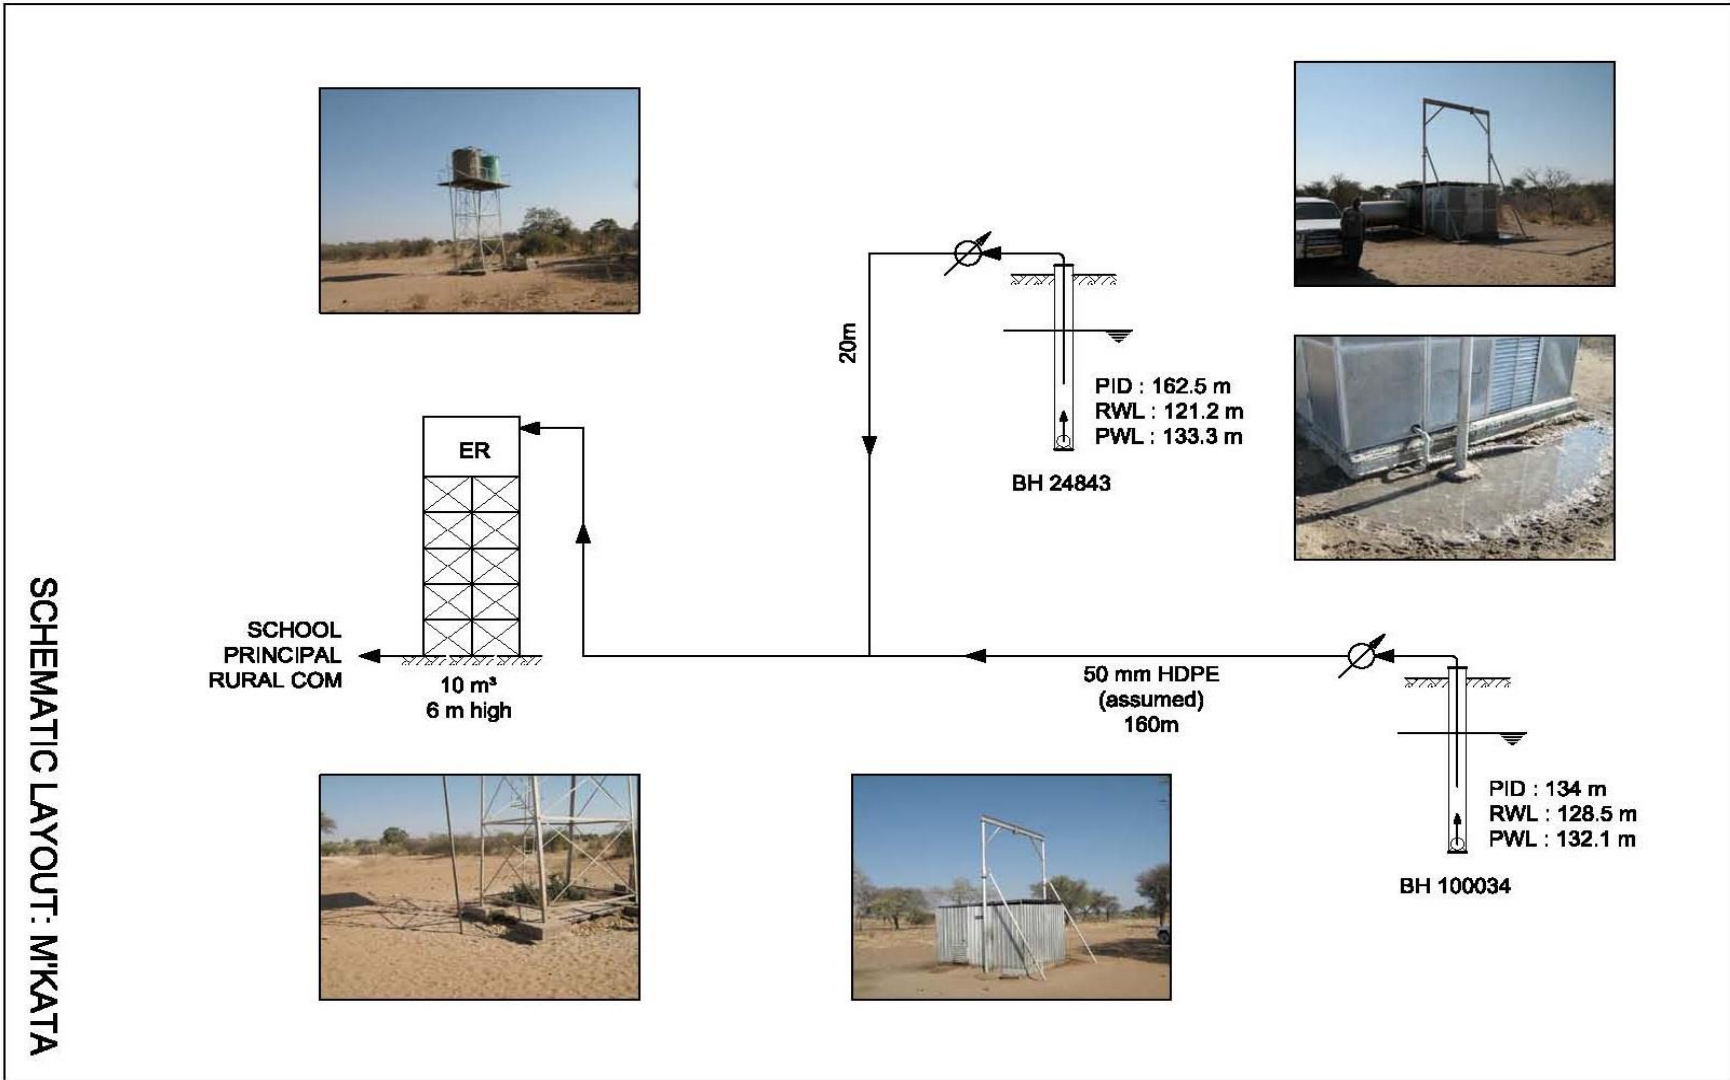 SCHEMATIC LAYOUT: M'KATA
20m
PID : 162.5 m
RWL : 121.2 m
PWL : 133.3 m
BH 24843
ER
SCHOOL
PRINCIPAL
RURAL COM
10 m³
6 m high
50 mm HDPE
(assumed)
160m
PID : 134 m
RWL : 128.5 m
PWL : 132.1 m
BH 100034